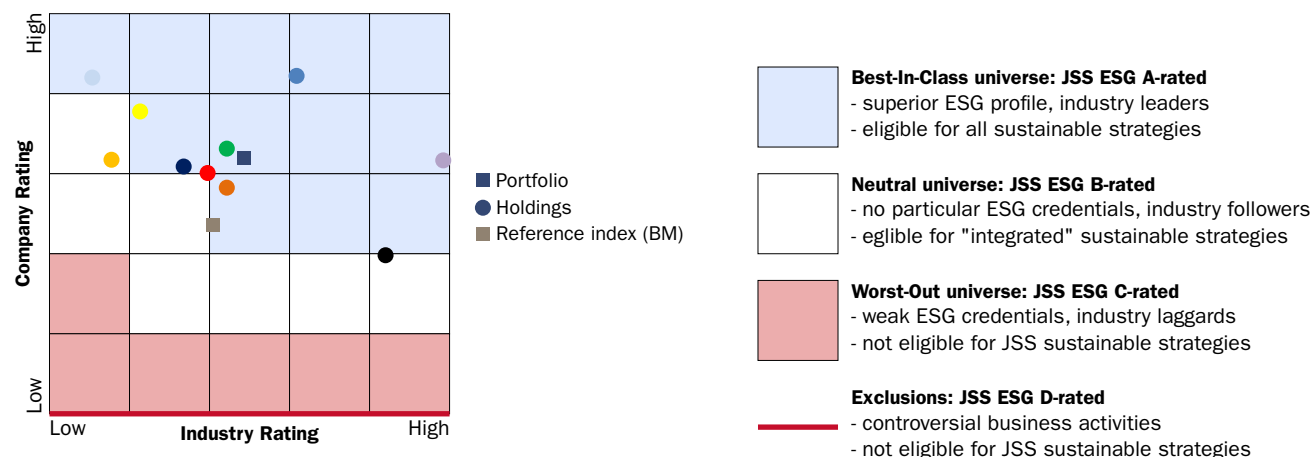 High
Company Rating
Low
Low
Industry Rating
High
Portfolio
Holdings
Reference index (BM)
Best-In-Class universe: JSS ESG A-rated
- superior ESG profile, industry leaders
- eligible for all sustainable strategies
Neutral universe: JSS ESG B-rated
- no particular ESG credentials, industry followers
- eglible for "integrated" sustainable strategies
Worst-Out universe: JSS ESG C-rated
- weak ESG credentials, industry laggards
- not eligible for JSS sustainable strategies
Exclusions: JSS ESG D-rated
- controversial business activities
- not eligible for JSS sustainable strategies